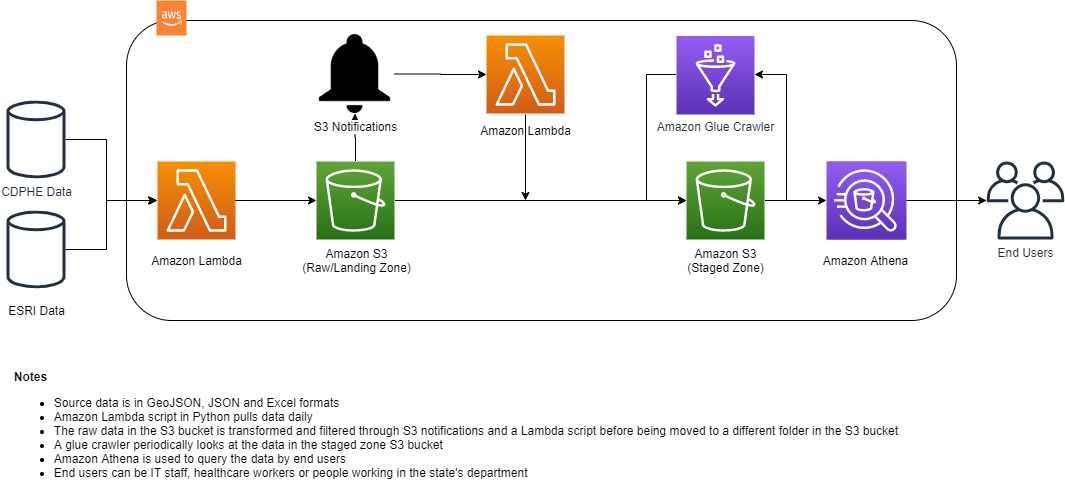 aws
S3 Notifications
Amazon Lambda
Amazon Glue Crawler
CDPHE Data
Amazon Lambda
Amazon S3
(Raw/Landing Zone)
Amazon S3
(Staged Zone)
Amazon Athena
End Users
ESRI Data
Notes
• Source data is in GeoJSON, JSON and Excel formats
• Amazon Lambda script in Python pulls data daily
• The raw data in the S3 bucket is transformed and filtered through S3 notifications and a Lambda script before being moved to a different folder in the S3 bucket
• A glue crawler periodically looks at the data in the staged zone S3 bucket
• Amazon Athena is used to query the data by end users
• End users can be IT staff, healthcare workers or people working in the state's department